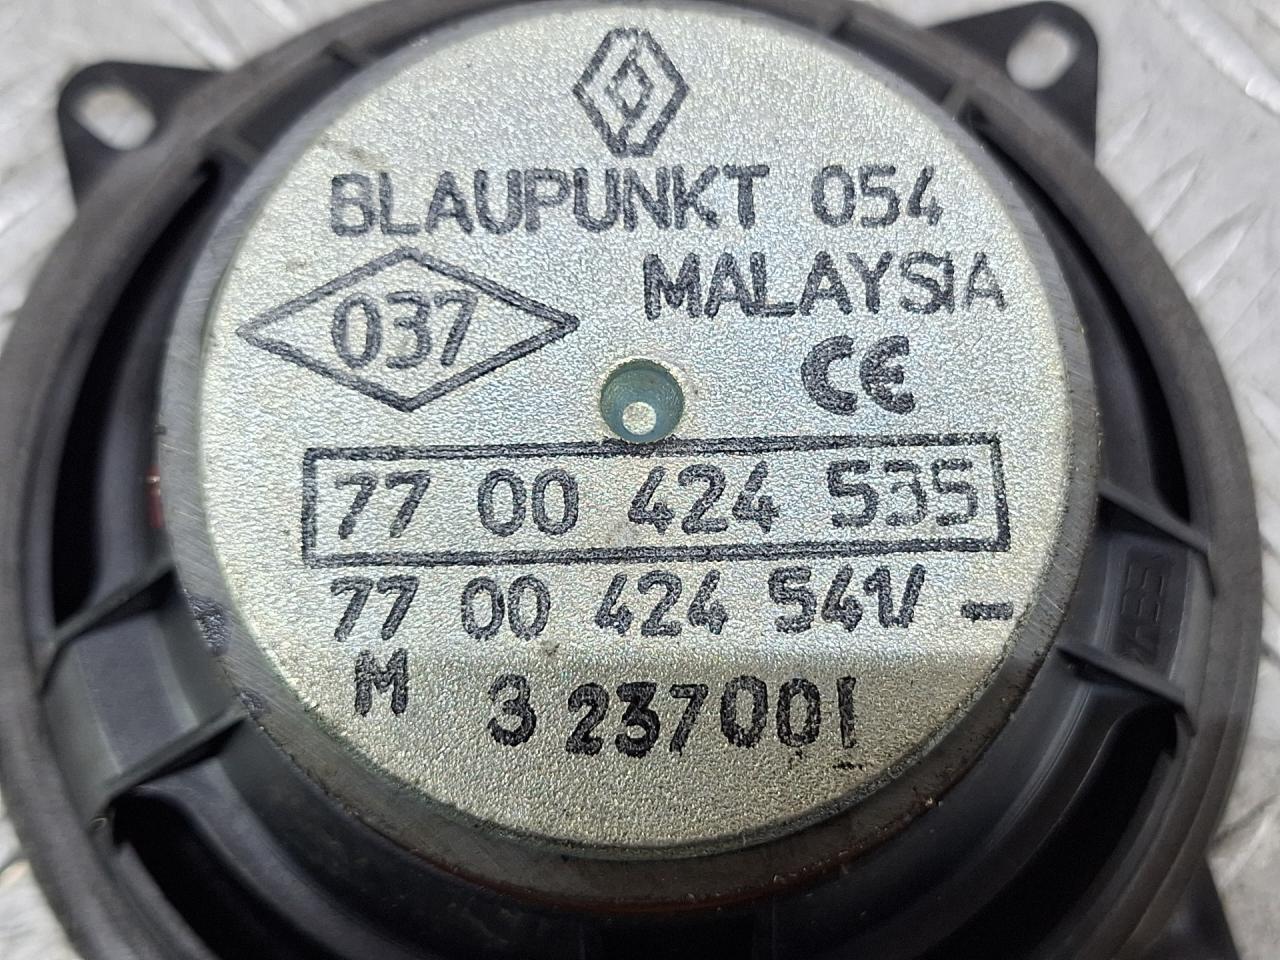 BLAUPUNKT 054
MALAYSIA
037
CE
77 00 424 535
77 00 424 541/ -
M 3 237001